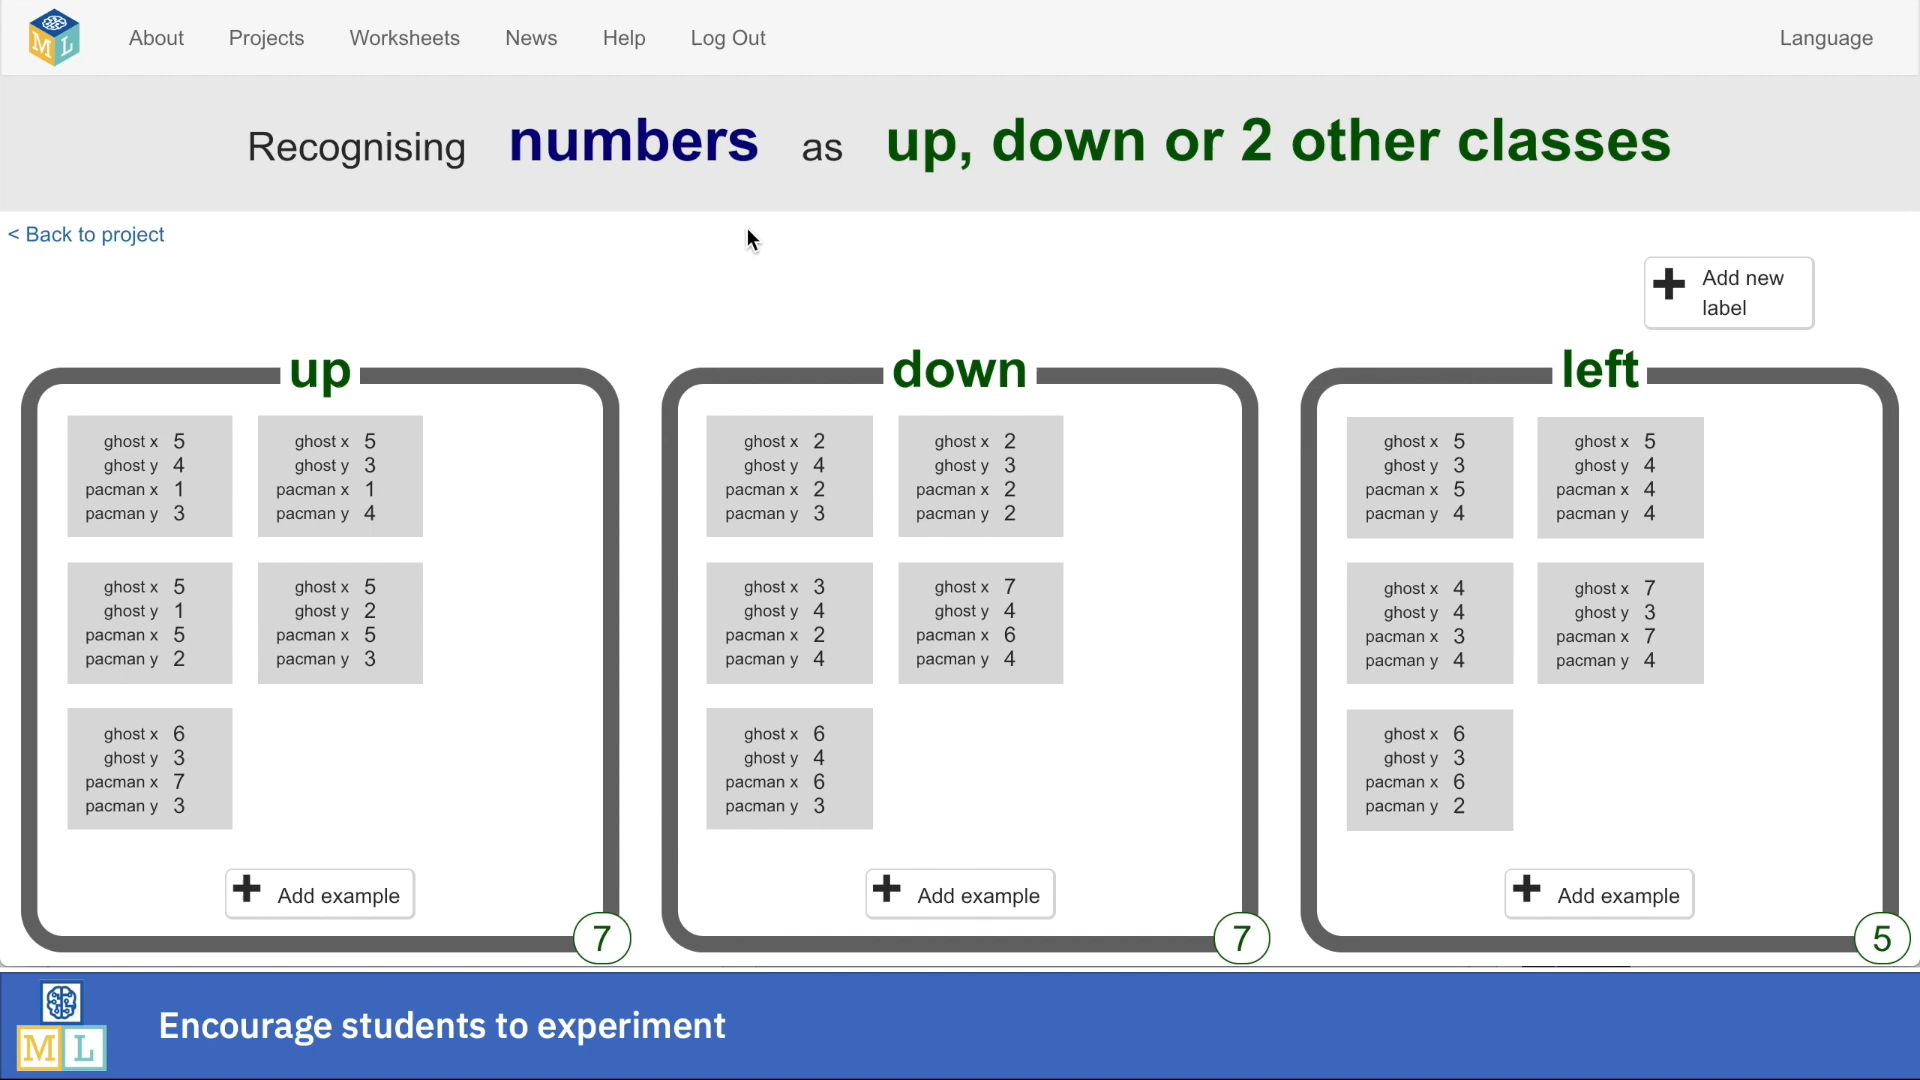 M L
About
Projects
Worksheets
News
Help
Log Out
Language
Recognising numbers as up, down or 2 other classes
< Back to project
Add new
label
up
ghost x 5
ghost y 4
pacman x 1
pacman y 3
ghost x 5
ghost y 3
pacman x 1
pacman y 4
ghost x 5
ghost y 1
pacman x 5
pacman y 2
ghost x 5
ghost y 2
pacman x 5
pacman y 3
ghost x 6
ghost y 3
pacman x 7
pacman y 3
Add example
7
down
ghost x 2
ghost y 4
pacman x 2
pacman y 3
ghost x 2
ghost y 3
pacman x 2
pacman y 2
ghost x 3
ghost y 4
pacman x 2
pacman y 4
ghost x 7
ghost y 4
pacman x 6
pacman y 4
ghost x 6
ghost y 4
pacman x 6
pacman y 3
Add example
7
left
ghost x 5
ghost y 3
pacman x 5
pacman y 4
ghost x 5
ghost y 4
pacman x 4
pacman y 4
ghost x 4
ghost y 4
pacman x 3
pacman y 4
ghost x 7
ghost y 3
pacman x 7
pacman y 4
ghost x 6
ghost y 3
pacman x 6
pacman y 2
Add example
5
M L
Encourage students to experiment